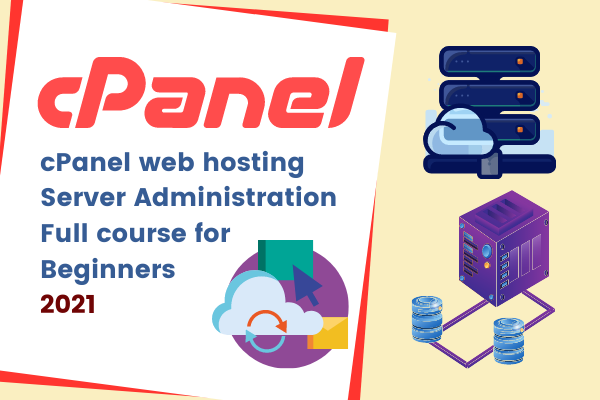 cPanel
cPanel web hosting
Server Administration
Full course for
Beginners
2021